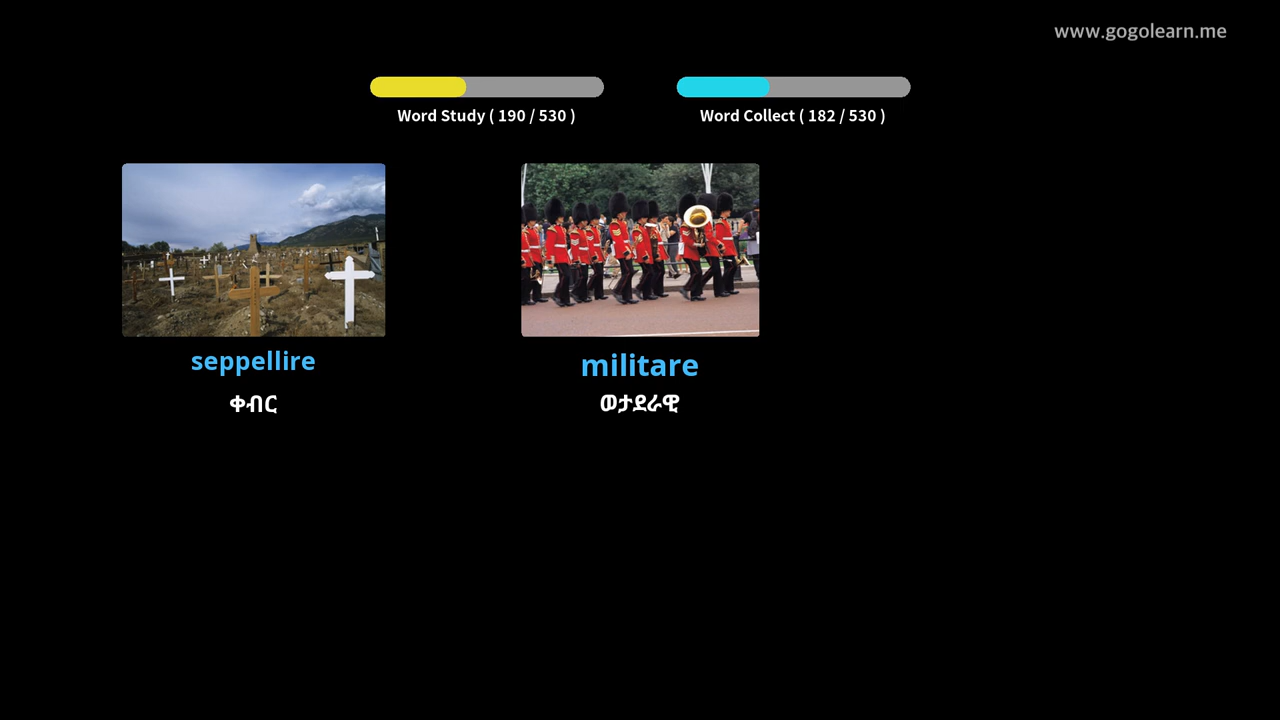 www.gogolearn.me
Word Study ( 190 / 530 )
Word Collect ( 182 / 530 )
seppellire
ቀብር
militare
ወታደራዊ